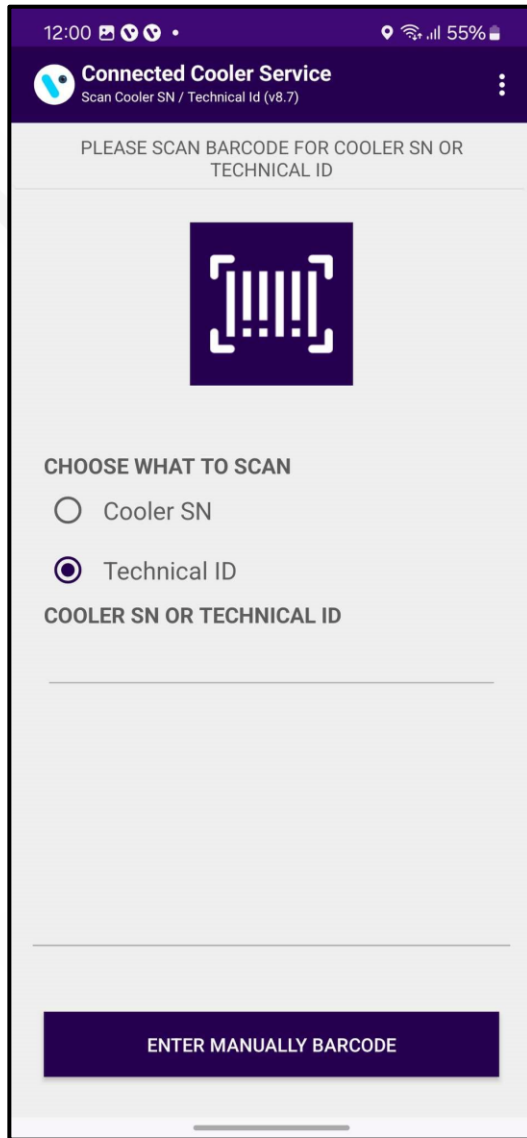 12:00
55%
Connected Cooler Service
Scan Cooler SN / Technical Id (v8.7)
PLEASE SCAN BARCODE FOR COOLER SN OR
TECHNICAL ID
CHOOSE WHAT TO SCAN
Cooler SN
Technical ID
COOLER SN OR TECHNICAL ID
ENTER MANUALLY BARCODE